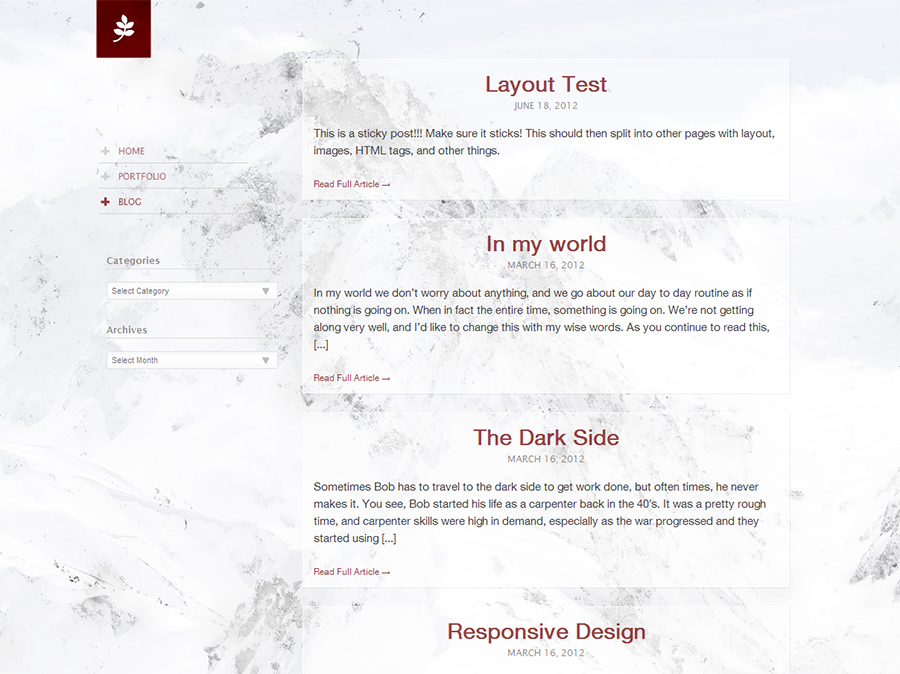 HOME
PORTFOLIO
BLOG
Categories
Select Category
Archives
Select Month
Layout Test
JUNE 18, 2012
This is a sticky post!!! Make sure it sticks! This should then split into other pages with layout,
images, HTML tags, and other things.
Read Full Article →
In my world
MARCH 16, 2012
In my world we don't worry about anything, and we go about our day to day routine as if
nothing is going on. When in fact the entire time, something is going on. We're not getting
along very well, and I'd like to change this with my wise words. As you continue to read this,
[...]
Read Full Article →
The Dark Side
MARCH 16, 2012
Sometimes Bob has to travel to the dark side to get work done, but often times, he never
makes it. You see, Bob started his life as a carpenter back in the 40's. It was a pretty rough
time, and carpenter skills were high in demand, especially as the war progressed and they
started using [...]
Read Full Article →
Responsive Design
MARCH 16, 2012